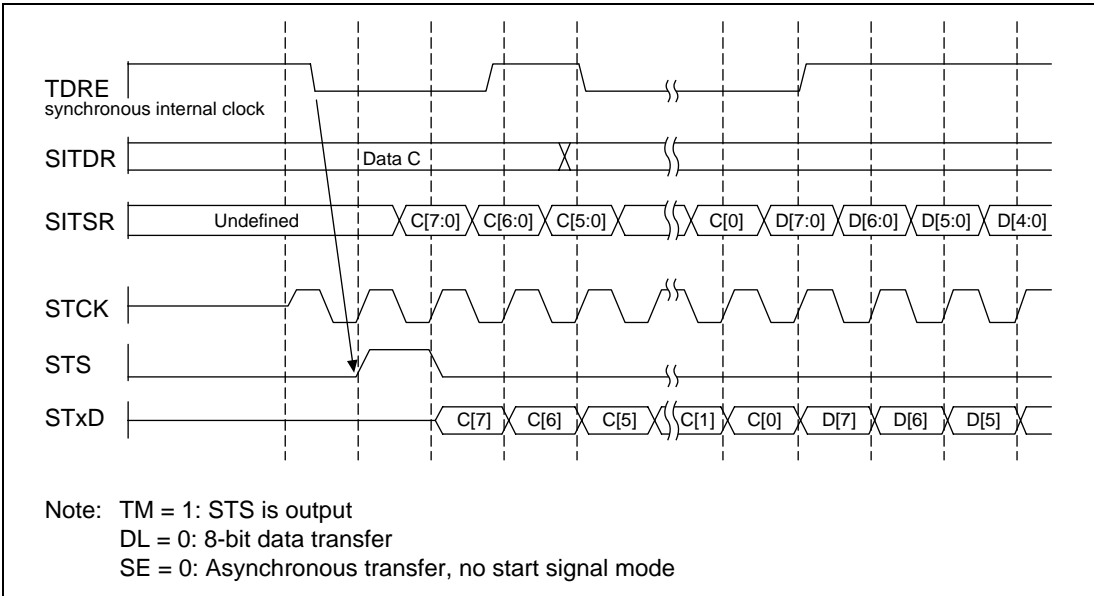 TDRE
synchronous internal clock
SITDR
Data C
SITSR
Undefined C[7:0] C[6:0] C[5:0] C[0] D[7:0] D[6:0] D[5:0] D[4:0]
STCK
STS
STxD
C[7] C[6] C[5] C[1] C[0] D[7] D[6] D[5]
Note: TM = 1: STS is output
DL = 0: 8-bit data transfer
SE = 0: Asynchronous transfer, no start signal mode